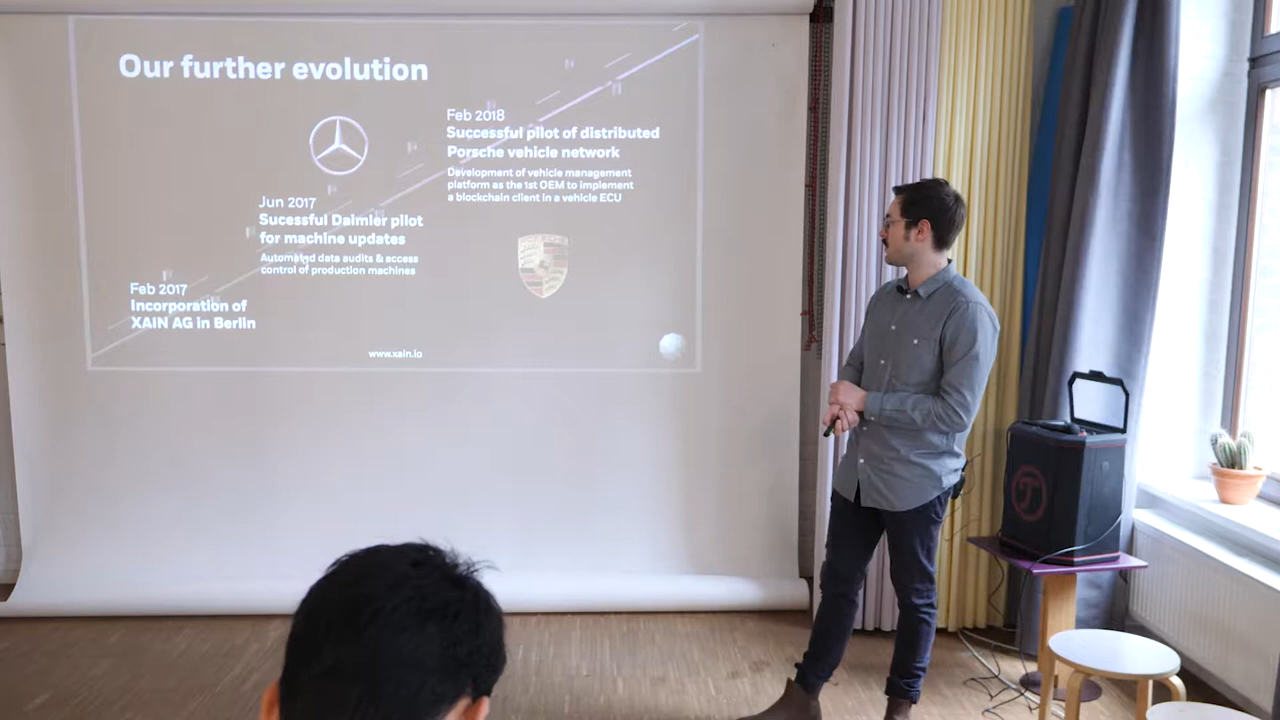 Our further evolution
Feb 2018
Successful pilot of distributed
Porsche vehicle network
Development of vehicle management
platform as the 1st OEM to implement
a blockchain client in a vehicle ECU
Jun 2017
Sucessful Daimler pilot
for machine updates
Automated data audits & access
control of production machines
Feb 2017
Incorporation of
XAIN AG in Berlin
www.xain.io